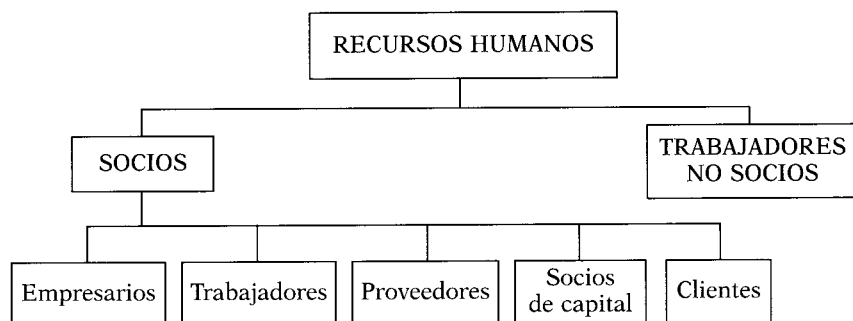 RECURSOS HUMANOS
SOCIOS
TRABAJADORES
NO SOCIOS
Empresarios
Trabajadores
Proveedores
Socios
de capital
Clientes